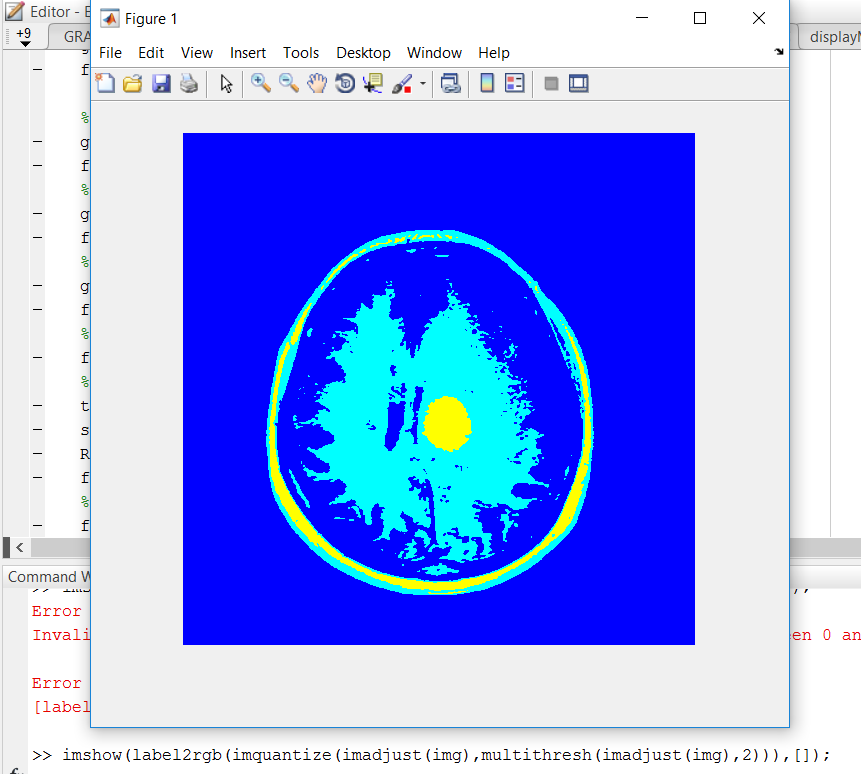 Editor - E
Figure 1
+9
GRA
displayM
File Edit View Insert Tools Desktop Window Help
f
%
g
f
%
g
f
%
g
f
%
f
%
t
s
R
f
%
f
Command W
Error
Invali
en 0 an
Error
[label
>> imshow(label2rgb(imquantize(imadjust(img),multithresh(imadjust(img),2))),[]);